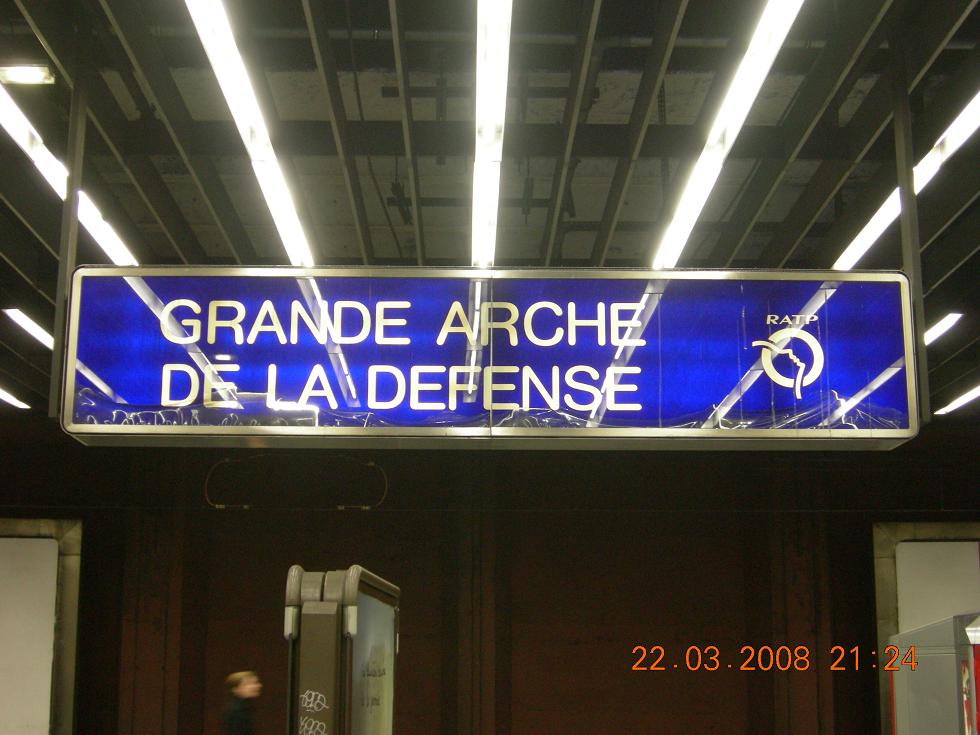 GRANDE ARCHE
DE LA DEFENSE
RATP
22.03.2008 21:24